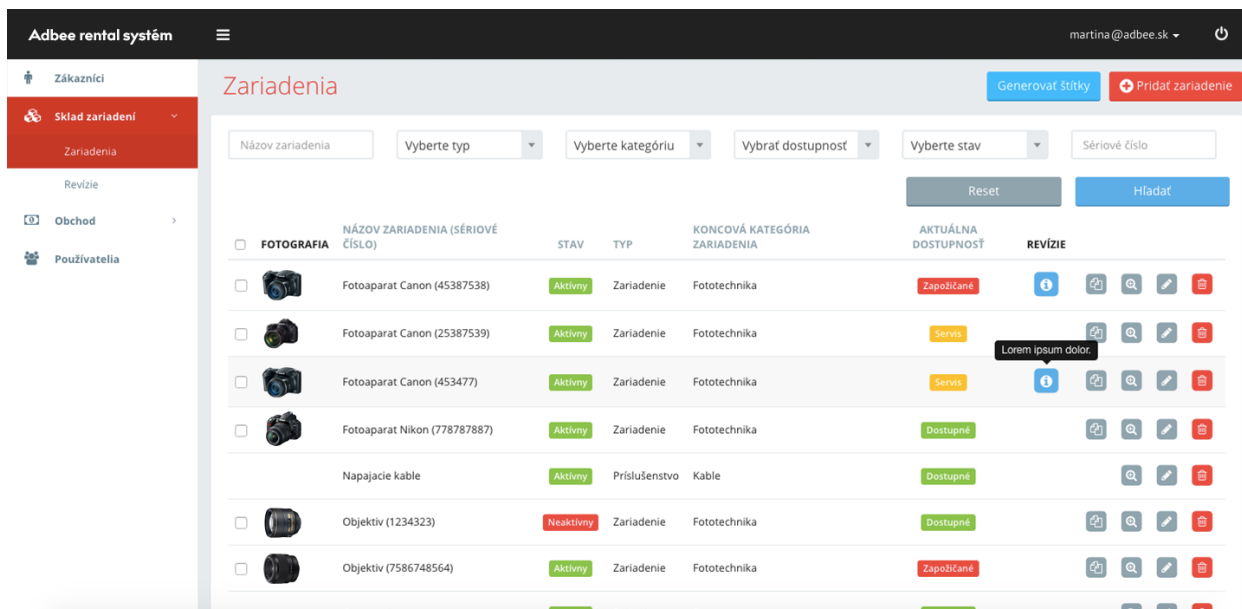 Adbee rental systém
martina@adbee.sk
Zákazníci
Sklad zariadení
Zariadenia
Revízie
Obchod
Používatelia
Zariadenia
Generovať štítky
Pridať zariadenie
Názov zariadenia
Vyberte typ
Vyberte kategóriu
Vybrať dostupnosť
Vyberte stav
Sériové číslo
Reset
Hľadať
FOTOGRAFIA
NÁZOV ZARIADENIA (SÉRIOVÉ
ČÍSLO)
STAV
TYP
KONCOVÁ KATEGÓRIA
ZARIADENIA
AKTUÁLNA
DOSTUPNOSŤ
REVÍZIE
Fotoaparat Canon (45387538) Aktívny Zariadenie Fototechnika Zapožičané
Fotoaparat Canon (25387539) Aktívny Zariadenie Fototechnika Servis
Lorem ipsum dolor.
Fotoaparat Canon (453477) Aktívny Zariadenie Fototechnika Servis
Fotoaparat Nikon (778787887) Aktívny Zariadenie Fototechnika Dostupné
Napajacie kable Aktívny Príslušenstvo Kable Dostupné
Objektiv (1234323) Neaktívny Zariadenie Fototechnika Dostupné
Objektiv (7586748564) Aktívny Zariadenie Fototechnika Zapožičané